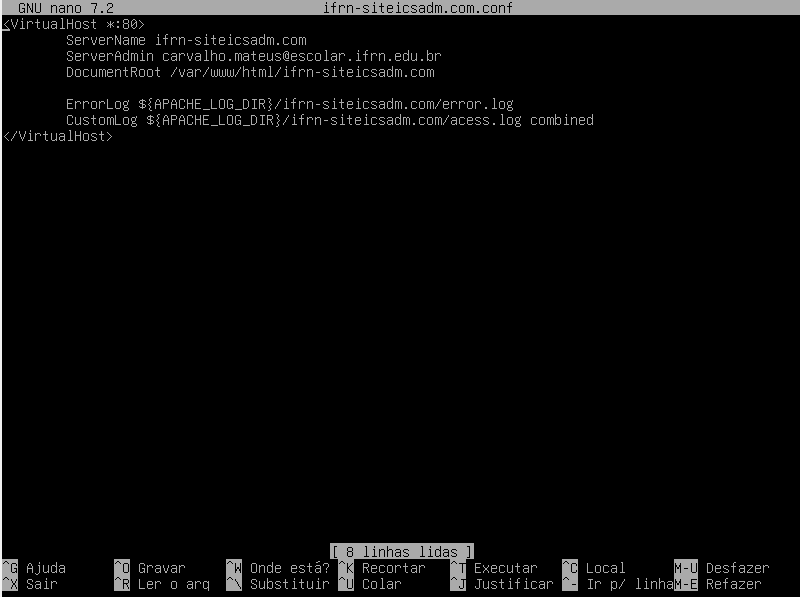 GNU nano 7.2 ifrn-siteicsadm.com.conf
<VirtualHost *:80>
ServerName ifrn-siteicsadm.com
ServerAdmin carvalho.mateus@escolar.ifrn.edu.br
DocumentRoot /var/www/html/ifrn-siteicsadm.com
ErrorLog ${APACHE_LOG_DIR}/ifrn-siteicsadm.com/error.log
CustomLog ${APACHE_LOG_DIR}/ifrn-siteicsadm.com/acess.log combined
</VirtualHost>
[ 8 linhas lidas ]
^G Ajuda ^O Gravar ^W Onde está? ^K Recortar ^T Executar ^C Local M-U Desfazer
^X Sair ^R Ler o arq ^\ Substituir ^U Colar ^J Justificar ^- Ir p/ linha M-E Refazer